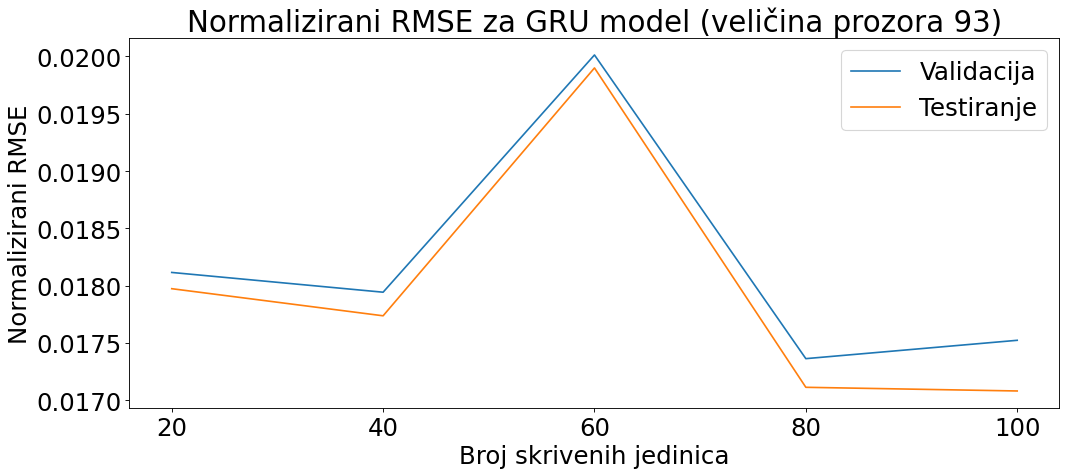 Normalizirani RMSE za GRU model (veličina prozora 93)
Normalizirani RMSE
0.0200
0.0195
0.0190
0.0185
0.0180
0.0175
0.0170
Validacija
Testiranje
20 40 60 80 100
Broj skrivenih jedinica